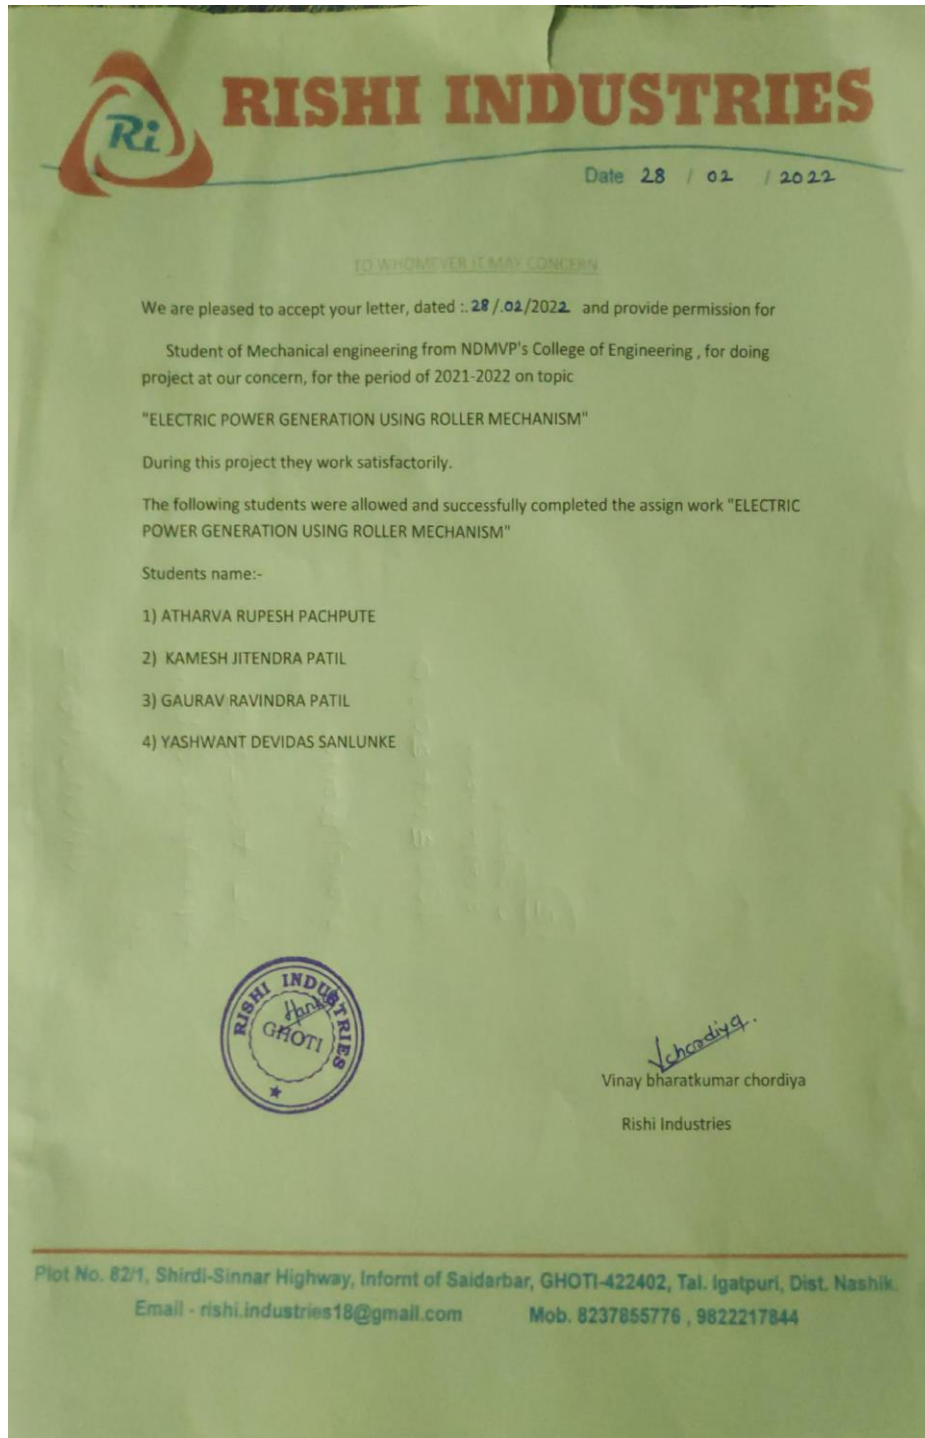 Ri
RISHI INDUSTRIES
Date 28 / 02 / 2022
TO WHOMEVER IT MAY CONCERN
We are pleased to accept your letter, dated :. 28/.02/2022 and provide permission for
Student of Mechanical engineering from NDMVP's College of Engineering , for doing
project at our concern, for the period of 2021-2022 on topic
"ELECTRIC POWER GENERATION USING ROLLER MECHANISM"
During this project they work satisfactorily.
The following students were allowed and successfully completed the assign work "ELECTRIC
POWER GENERATION USING ROLLER MECHANISM"
Students name:-
1) ATHARVA RUPESH PACHPUTE
2) KAMESH JITENDRA PATIL
3) GAURAV RAVINDRA PATIL
4) YASHWANT DEVIDAS SANLUNKE
RISHI INDUSTRIES
GHOTI
Vchordiya.
Vinay bharatkumar chordiya
Rishi Industries
Plot No. 82/1, Shirdi-Sinnar Highway, Infornt of Saidarbar, GHOTI-422402, Tal. Igatpuri, Dist. Nashik.
Email - rishi.industries18@gmail.com Mob. 8237855776 , 9822217844